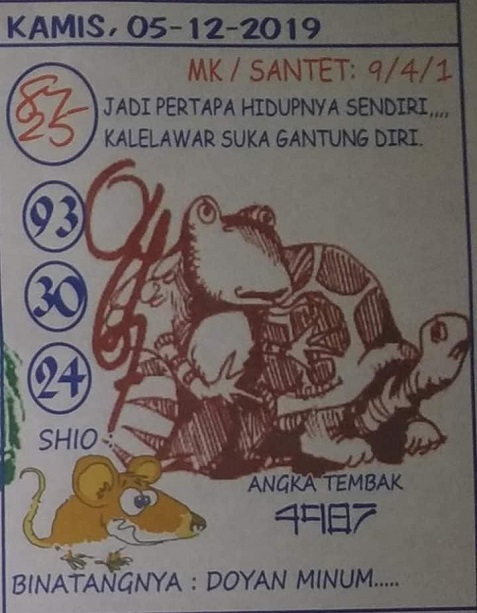 KAMIS, 05-12-2019
MK / SANTET: 9/4/1
JADI PERTAPA HIDUPNYA SENDIRI,,,,
KALELAWAR SUKA GANTUNG DIRI.
93
30
24
SHIO
ANGKA TEMBAK
4987
BINATANGNYA : DOYAN MINUM.....